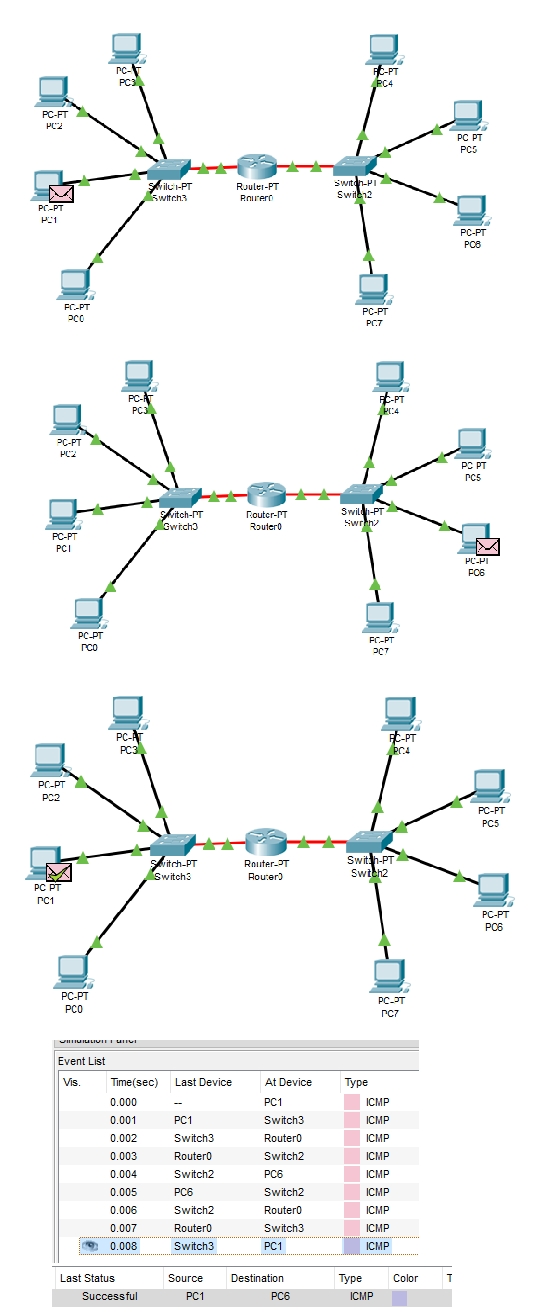 PC-PT
PC3
PC-PT
PC4
PC-PT
PC2
PC-PT
PC5
Switch-PT
Switch3
Router-PT
Router0
Switch-PT
Switch2
PC-PT
PC1
PC-PT
PC6
PC-PT
PC0
PC-PT
PC7
PC-PT
PC3
PC-PT
PC4
PC-PT
PC2
PC-PT
PC5
Switch-PT
Switch3
Router-PT
Router0
Switch-PT
Switch2
PC-PT
PC1
PC-PT
PC6
PC-PT
PC0
PC-PT
PC7
PC-PT
PC3
PC-PT
PC4
PC-PT
PC2
PC-PT
PC5
Switch-PT
Switch3
Router-PT
Router0
Switch-PT
Switch2
PC-PT
PC1
PC-PT
PC6
PC-PT
PC0
PC-PT
PC7
Simulation Panel
Event List
Vis. Time(sec) Last Device At Device Type
0.000 -- PC1 ICMP
0.001 PC1 Switch3 ICMP
0.002 Switch3 Router0 ICMP
0.003 Router0 Switch2 ICMP
0.004 Switch2 PC6 ICMP
0.005 PC6 Switch2 ICMP
0.006 Switch2 Router0 ICMP
0.007 Router0 Switch3 ICMP
0.008 Switch3 PC1 ICMP
Last Status Source Destination Type Color T
Successful PC1 PC6 ICMP